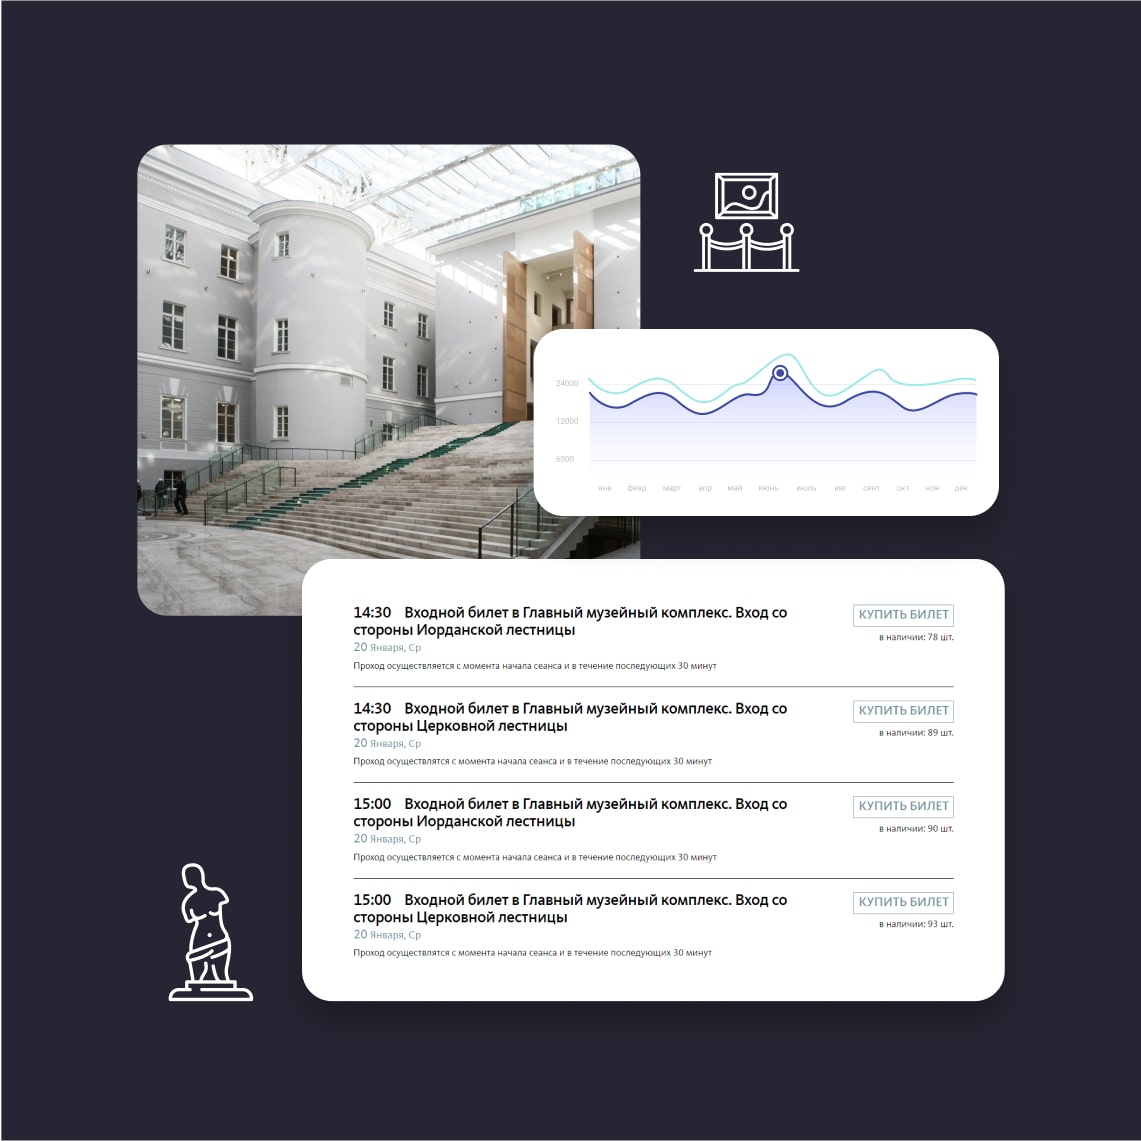 24000
12000
6000
янв февр март апр май июнь июль авг сент окт ноя дек
14:30 Входной билет в Главный музейный комплекс. Вход со
стороны Иорданской лестницы
20 Января, Ср
Проход осуществляется с момента начала сеанса и в течение последующих 30 минут
КУПИТЬ БИЛЕТ
в наличии: 78 шт.
14:30 Входной билет в Главный музейный комплекс. Вход со
стороны Церковной лестницы
20 Января, Ср
Проход осуществлятся с момента начала сеанса и в течение последующих 30 минут
КУПИТЬ БИЛЕТ
в наличии: 89 шт.
15:00 Входной билет в Главный музейный комплекс. Вход со
стороны Иорданской лестницы
20 Января, Ср
Проход осуществляется с момента начала сеанса и в течение последующих 30 минут
КУПИТЬ БИЛЕТ
в наличии: 90 шт.
15:00 Входной билет в Главный музейный комплекс. Вход со
стороны Церковной лестницы
20 Января, Ср
Проход осуществлятся с момента начала сеанса и в течение последующих 30 минут
КУПИТЬ БИЛЕТ
в наличии: 93 шт.